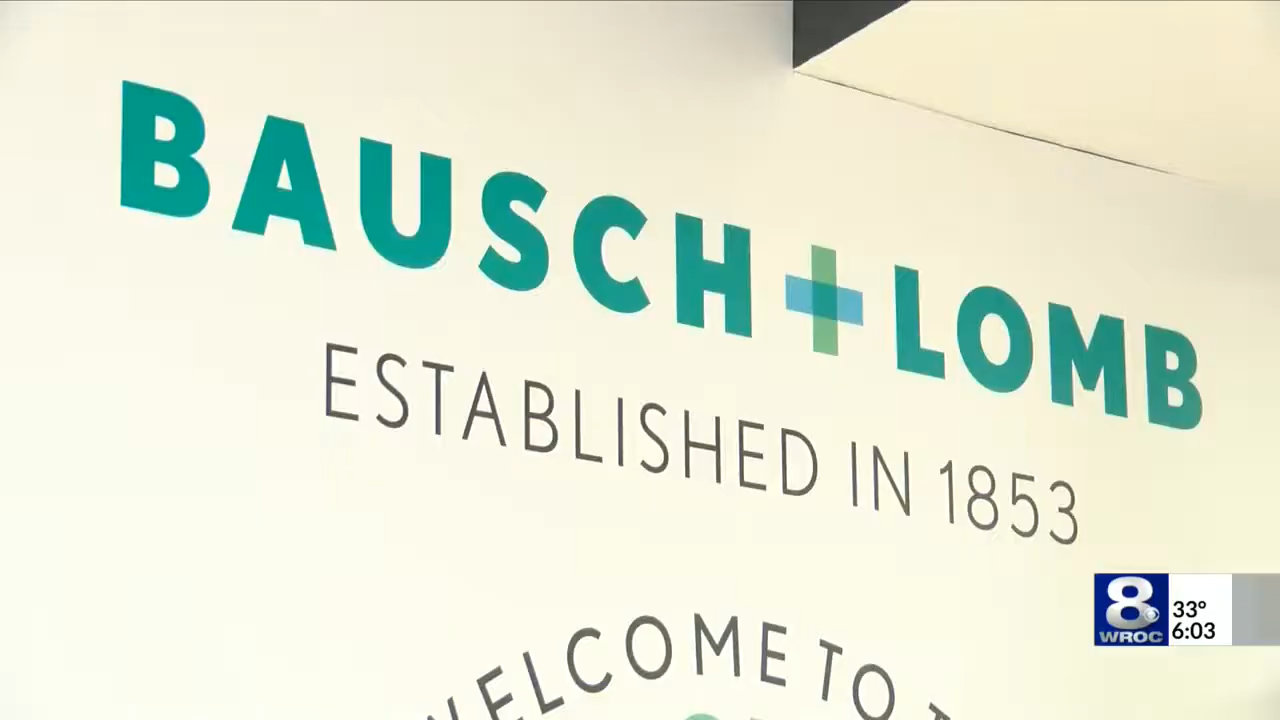 BAUSCH + LOMB
ESTABLISHED IN 1853
WELCOME TO
8
WROC
33°
6:03